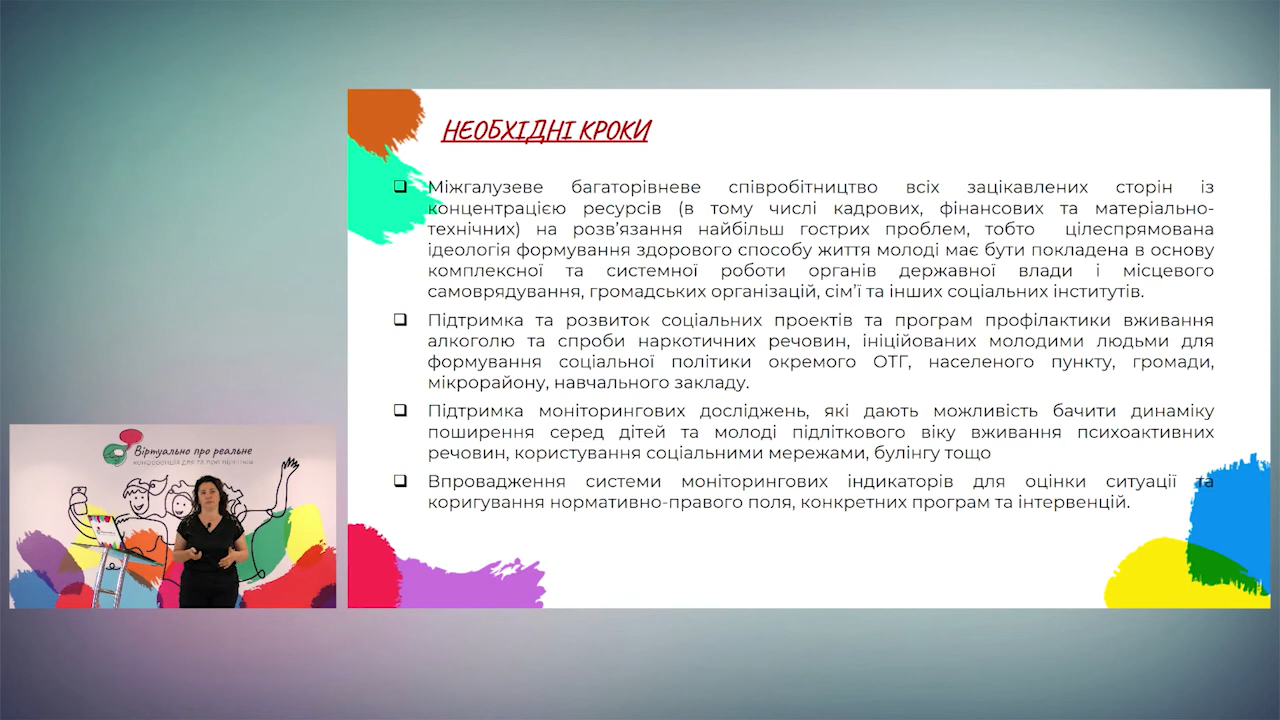 НЕОБХІДНІ КРОКИ
Міжгалузеве багаторівневе співробітництво всіх зацікавлених сторін із
концентрацією ресурсів (в тому числі кадрових, фінансових та матеріально-
технічних) на розв’язання найбільш гострих проблем, тобто цілеспрямована
ідеологія формування здорового способу життя молоді має бути покладена в основу
комплексної та системної роботи органів державної влади і місцевого
самоврядування, громадських організацій, сім’ї та інших соціальних інститутів.
Підтримка та розвиток соціальних проектів та програм профілактики вживання
алкоголю та спроби наркотичних речовин, ініційованих молодими людьми для
формування соціальної політики окремого ОТГ, населеного пункту, громади,
мікрорайону, навчального закладу.
Підтримка моніторингових досліджень, які дають можливість бачити динаміку
поширення серед дітей та молоді підліткового віку вживання психоактивних
речовин, користування соціальними мережами, булінгу тощо
Впровадження системи моніторингових індикаторів для оцінки ситуації та
коригування нормативно-правого поля, конкретних програм та інтервенцій.
Віртуально про реальне
конференція для та про підлітків